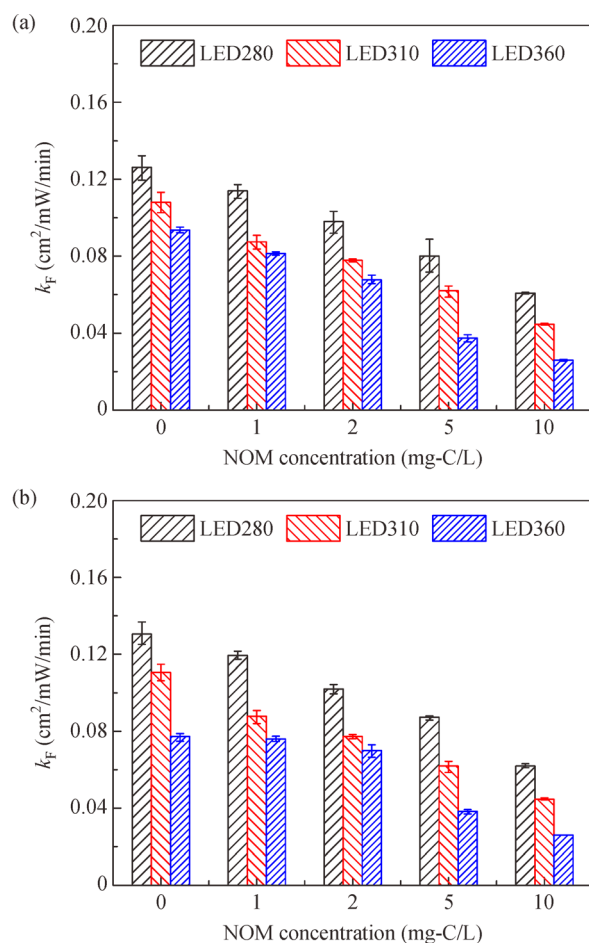 (a)
0.20
LED280 LED310 LED360
0.16
0.12
0.08
0.04
0
k_F (cm²/mW/min)
0 1 2 5 10
NOM concentration (mg-C/L)
(b)
0.20
LED280 LED310 LED360
0.16
0.12
0.08
0.04
0
k_F (cm²/mW/min)
0 1 2 5 10
NOM concentration (mg-C/L)